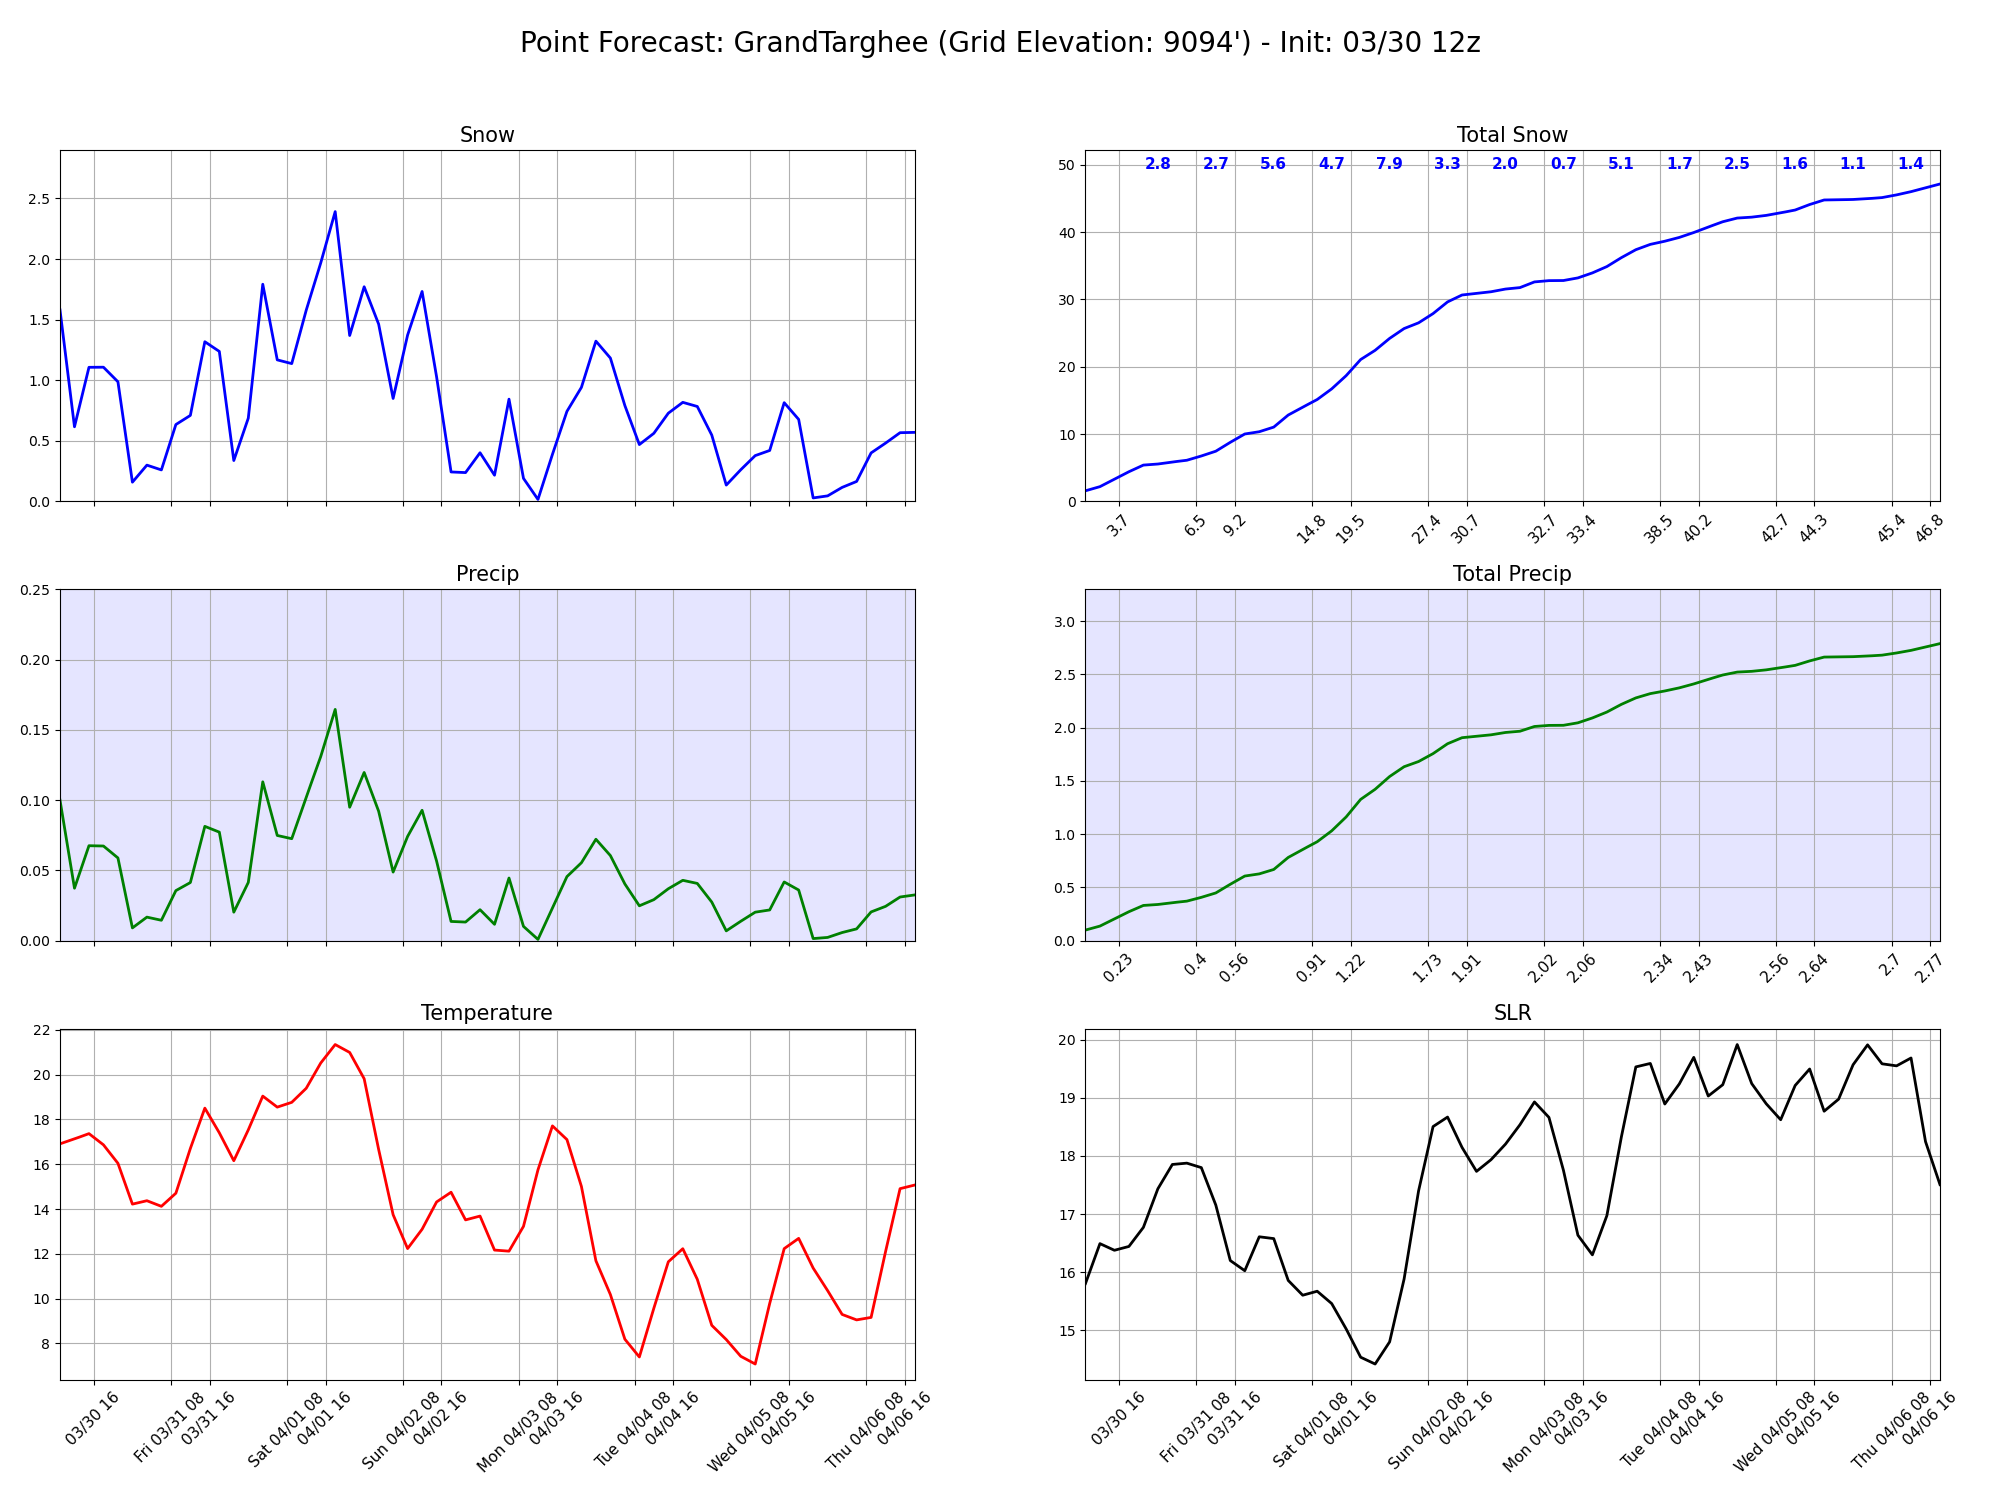 Point Forecast: GrandTarghee (Grid Elevation: 9094') - Init: 03/30 12z
Snow
2.5
2.0
1.5
1.0
0.5
0.0
Total Snow
2.8 2.7 5.6 4.7 7.9 3.3 2.0 0.7 5.1 1.7 2.5 1.6 1.1 1.4
50
40
30
20
10
0
3.7 6.5 9.2 14.8 19.5 27.4 30.7 32.7 33.4 38.5 40.2 42.7 44.3 45.4 46.8
Precip
0.25
0.20
0.15
0.10
0.05
0.00
Total Precip
3.0
2.5
2.0
1.5
1.0
0.5
0.0
0.23 0.4 0.56 0.91 1.22 1.73 1.91 2.02 2.06 2.34 2.43 2.56 2.64 2.7 2.77
Temperature
22
20
18
16
14
12
10
8
03/30 16
Fri 03/31 08
03/31 16
Sat 04/01 08
04/01 16
Sun 04/02 08
04/02 16
Mon 04/03 08
04/03 16
Tue 04/04 08
04/04 16
Wed 04/05 08
04/05 16
Thu 04/06 08
04/06 16
SLR
20
19
18
17
16
15
03/30 16
Fri 03/31 08
03/31 16
Sat 04/01 08
04/01 16
Sun 04/02 08
04/02 16
Mon 04/03 08
04/03 16
Tue 04/04 08
04/04 16
Wed 04/05 08
04/05 16
Thu 04/06 08
04/06 16